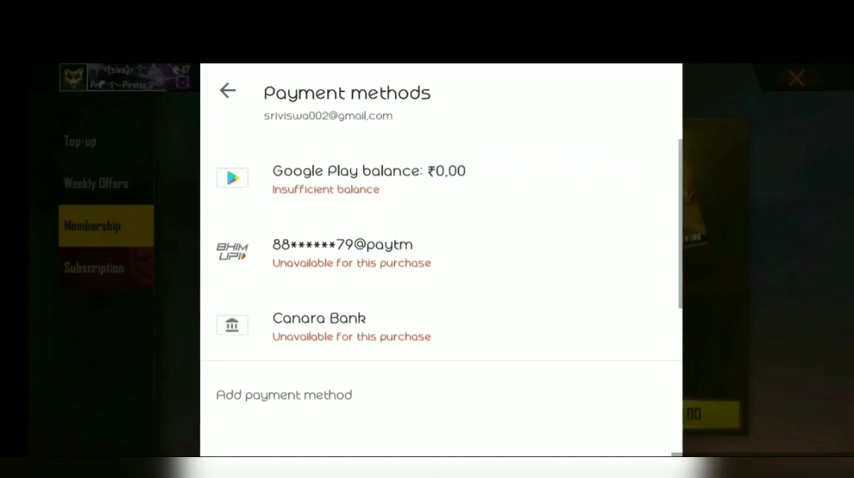 Payment methods
sriviswa002@gmail.com
Google Play balance: ₹0.00
Insufficient balance
BHIM
UPI
88******79@paytm
Unavailable for this purchase
Canara Bank
Unavailable for this purchase
Add payment method
Top-up
Weekly Offers
Membership
Subscription